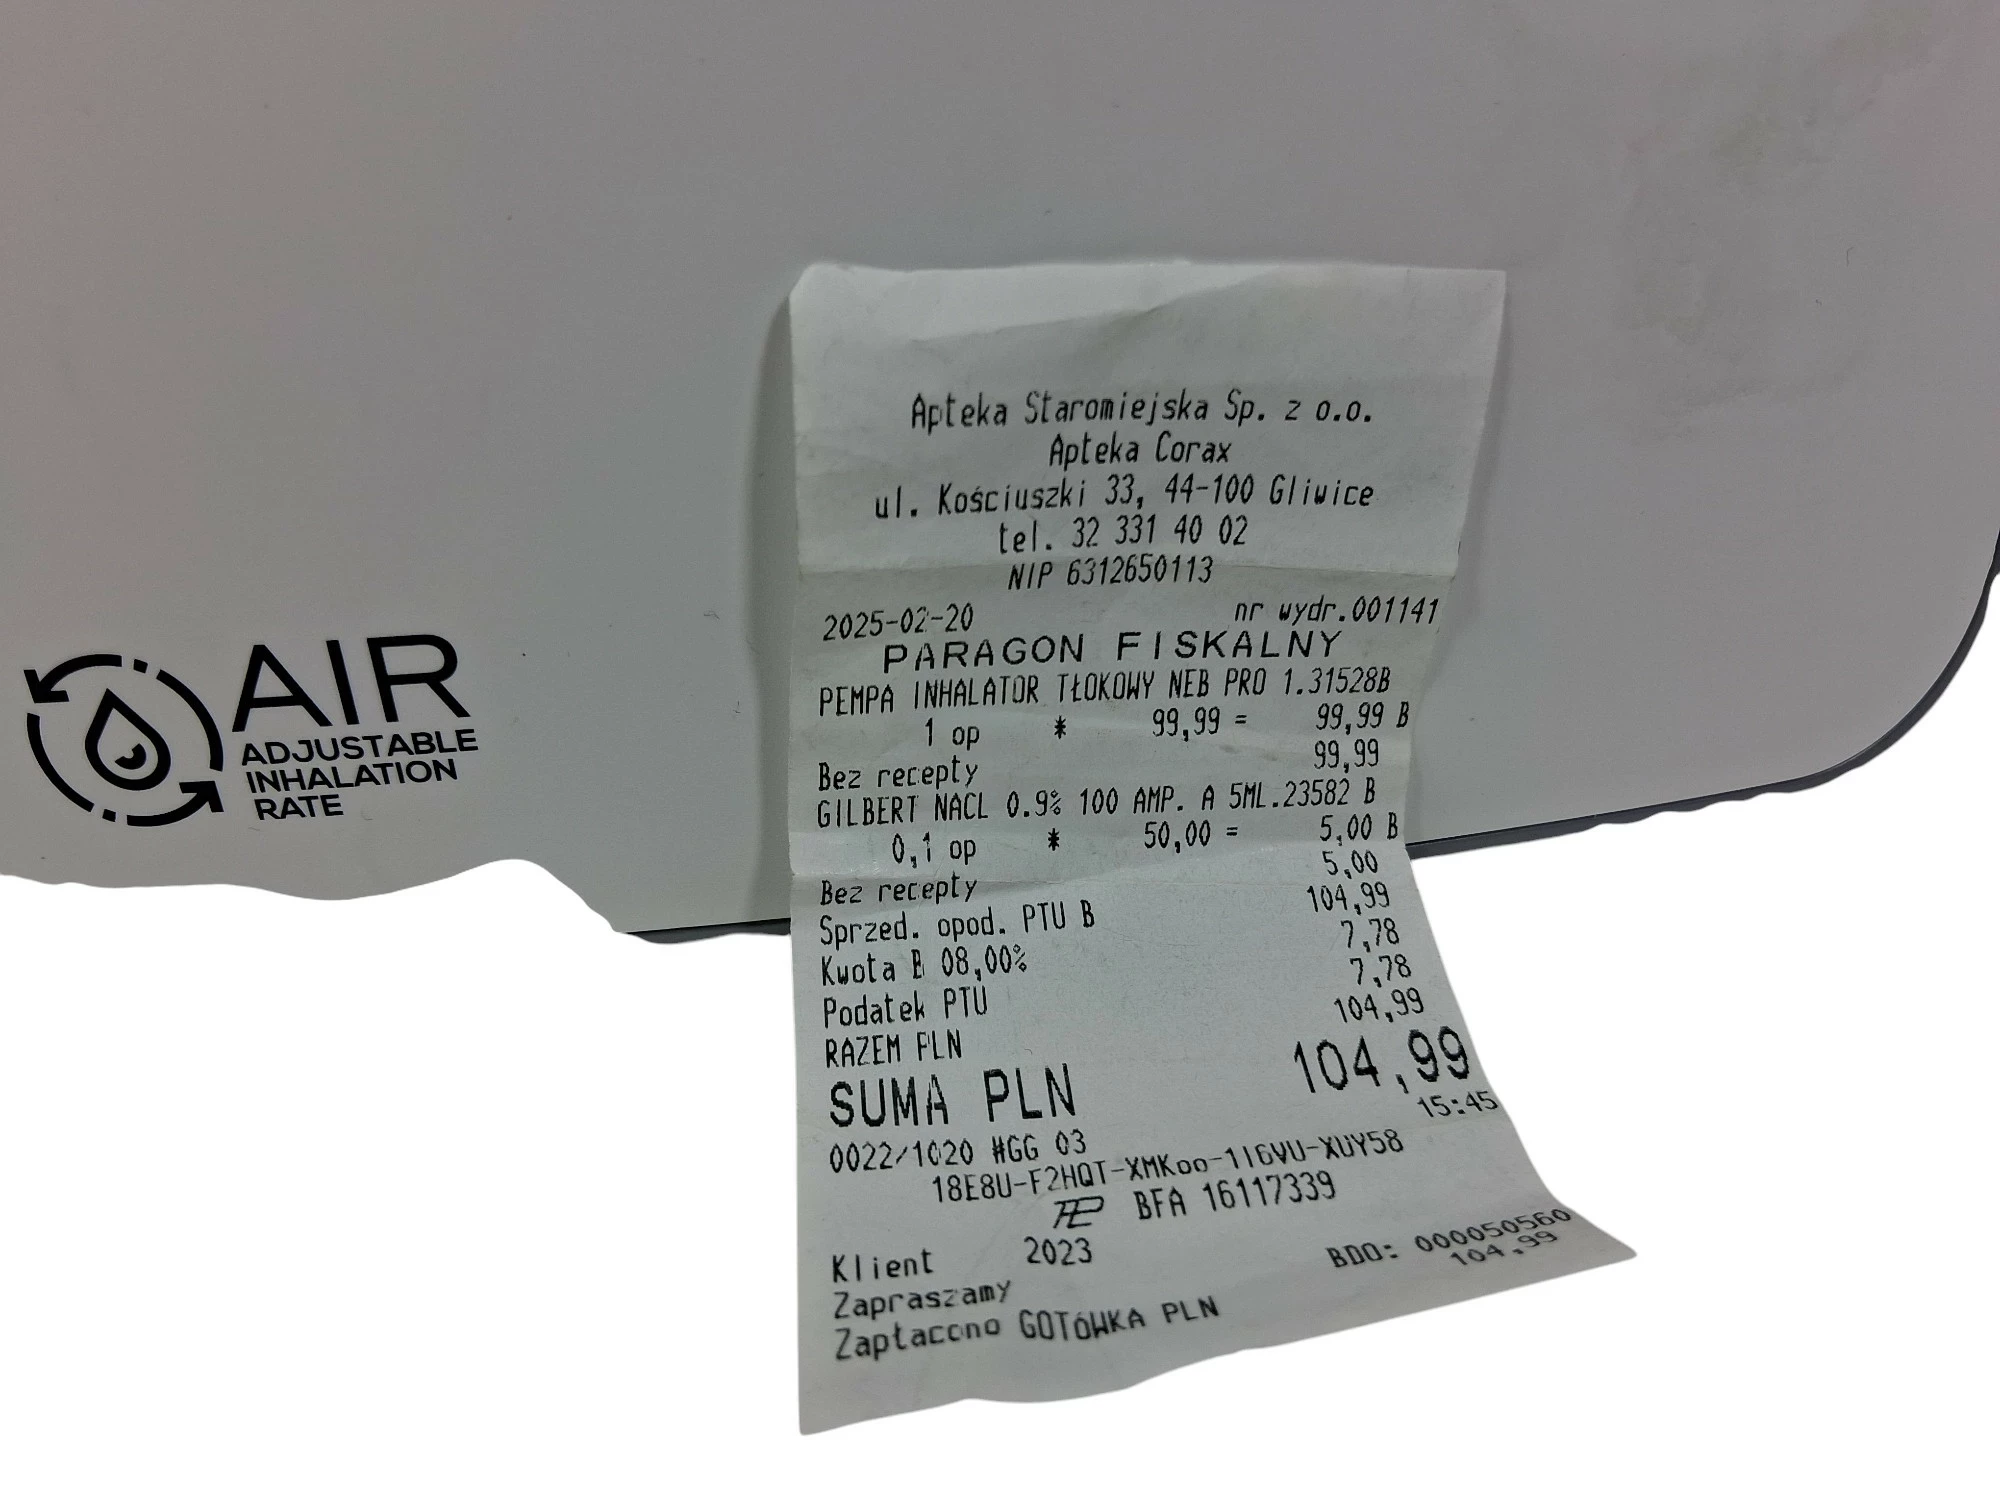 AIR
ADJUSTABLE
INHALATION
RATE
Apteka Staromiejska Sp. z o.o.
Apteka Corax
ul. Kościuszki 33, 44-100 Gliwice
tel. 32 331 40 02
NIP 6312650113
2025-02-20 nr wydr.001141
PARAGON FISKALNY
PEMPA INHALATOR TŁOKOWY NEB PRO 1.31528B
1 op * 99,99 = 99,99 B
99,99
Bez recepty
GILBERT NACL 0.9% 100 AMP. A 5ML.23582 B
0,1 op * 50,00 = 5,00 B
5,00
Bez recepty
Sprzed. opod. PTU B 104,99
Kwota B 08,00% 7,78
Podatek PTU 7,78
RAZEM PLN 104,99
SUMA PLN 104,99
0022/1020 #GG 03 15:45
18E8U-F2HQT-XMKOO-1I6VU-XUY58
BFA 16117339
Klient 2023
Zapraszamy BDO: 000050560
Zapłacono GOTÓWKA PLN 104,99